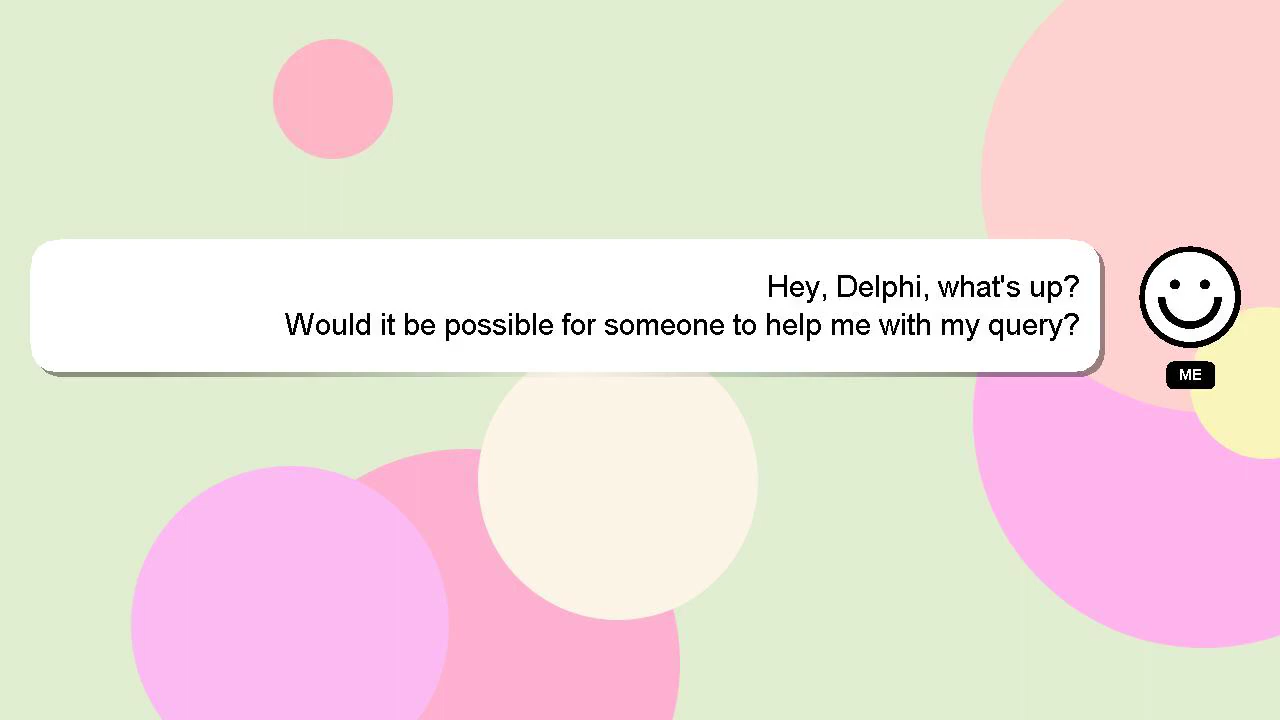 Hey, Delphi, what's up?
Would it be possible for someone to help me with my query?
ME